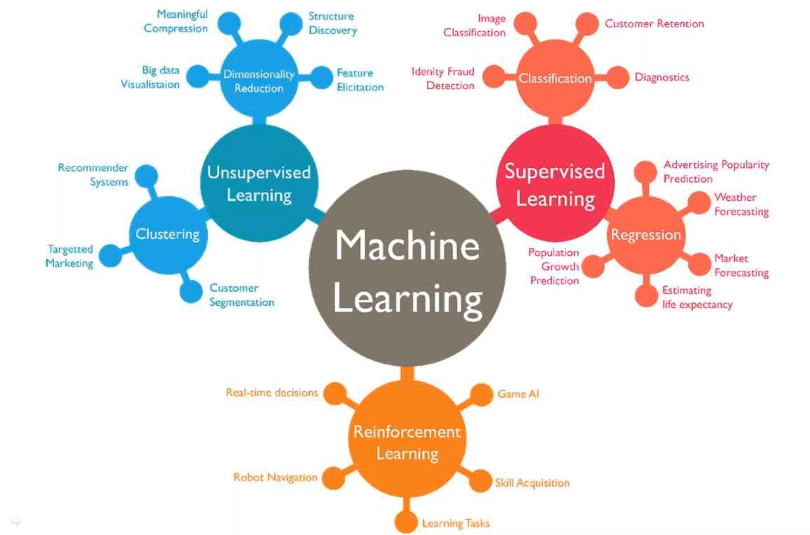 Meaningful
Compression
Structure
Discovery
Big data
Visualistaion
Dimensionality
Reduction
Feature
Elicitation
Unsupervised
Learning
Recommender
Systems
Clustering
Targetted
Marketing
Customer
Segmentation
Image
Classification
Customer Retention
Idenity Fraud
Detection
Classification
Diagnostics
Supervised
Learning
Advertising Popularity
Prediction
Weather
Forecasting
Regression
Population
Growth
Prediction
Market
Forecasting
Estimating
life expectancy
Machine
Learning
Real-time decisions
Game AI
Reinforcement
Learning
Robot Navigation
Skill Acquisition
Learning Tasks